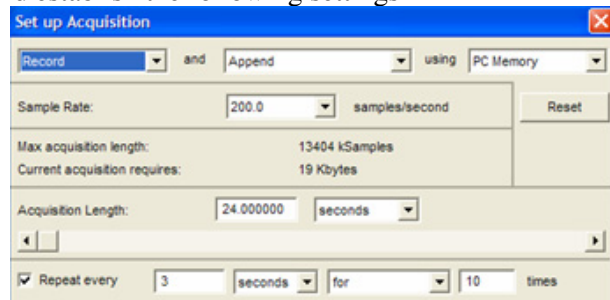 Set up Acquisition
Record and Append using PC Memory
Sample Rate: 200.0 samples/second Reset
Max acquisition length: 13404 kSamples
Current acquisition requires: 19 Kbytes
Acquisition Length: 24.000000 seconds
Repeat every 3 seconds for 10 times